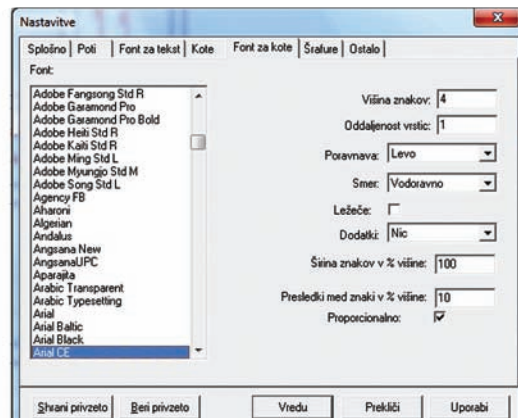 Nastavitve
Splošno Poti Font za tekst Kote Font za kote Šrafure Ostalo
Font:
Adobe Fangsong Std R
Adobe Garamond Pro
Adobe Garamond Pro Bold
Adobe Heiti Std R
Adobe Kaiti Std R
Adobe Ming Std L
Adobe Myungjo Std M
Adobe Song Std L
Agency FB
Aharoni
Algerian
Andalus
Angsana New
AngsanaUPC
Aparajita
Arabic Transparent
Arabic Typesetting
Arial
Arial Baltic
Arial Black
Arial CE
Višina znakov: 4
Oddaljenost vrstic: 1
Poravnava: Levo
Smer: Vodoravno
Ležeče:
Dodatki: Nic
Širina znakov v % višine: 100
Presledki med znaki v % višine: 10
Proporcionalno:
Shrani privzeto Beri privzeto Vredu Prekliči Uporabi